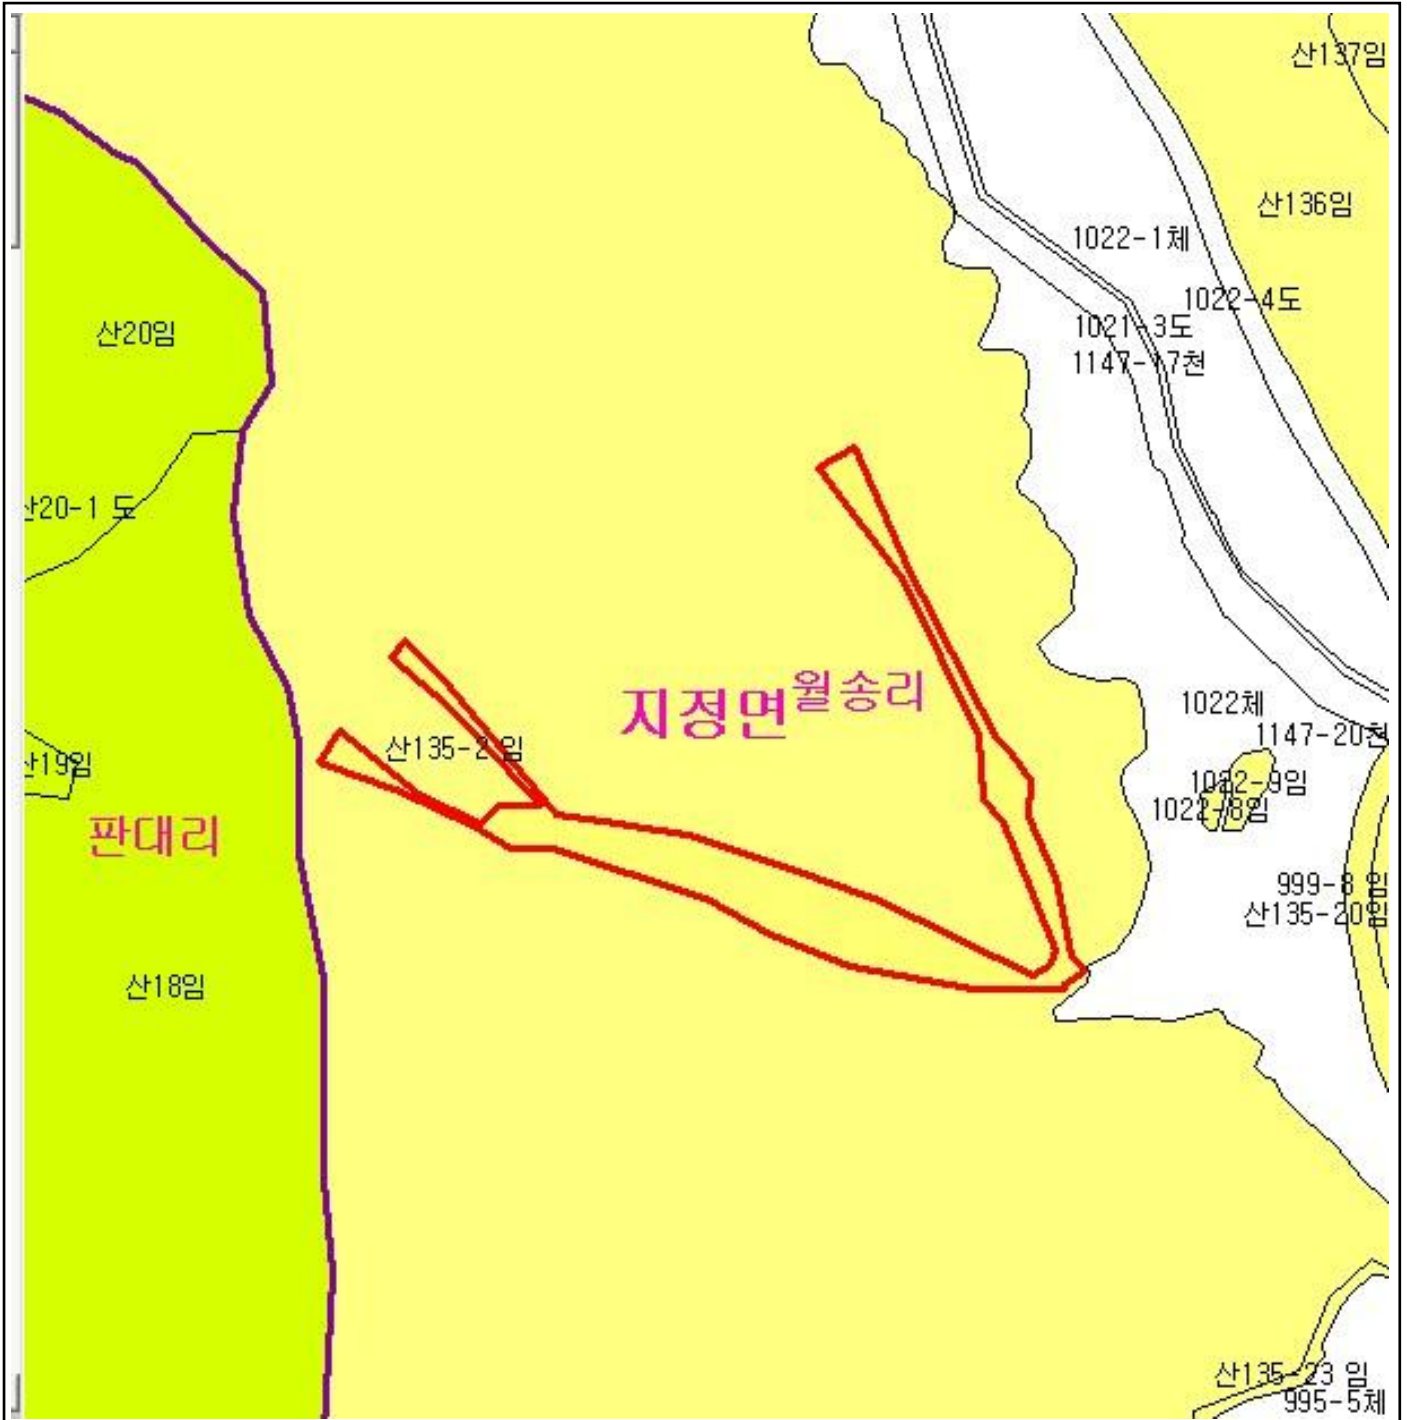 산137임
산136임
1022-1체
1022-4도
산20임
1021-3도
1147-17천
산20-1 도
지정면
월송리
1022체
1147-20천
산135-2 임
산19임
1022-9임
1022-8임
판대리
999-8 임
산135-20임
산18임
산135-23 임
995-5체